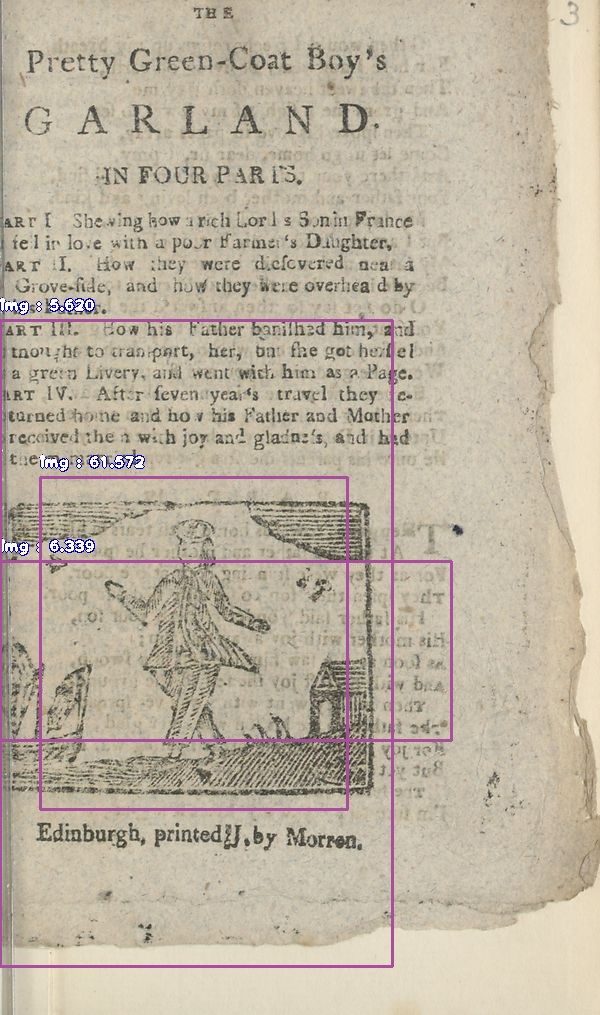 3
THE
Pretty Green-Coat Boy's
GARLAND.
IN FOUR PARTS.
ART I Shewing how a rich Lord s Son in France
fell in love with a poor Farmer's Daughter,
ART II. How they were discovered near a
Grove-side, and how they were overheard by
Img : 5.620
ART III. How his Father banished him, and
thought to transport, her, but she got herself
a green Livery, and went with him as a Page.
ART IV. After seven year's travel they e-
turned home and how his Father and Mother
received the with joy and gladness, and had
Img : 61.572
Img : 6.339
Edinburgh, printed by Morren.